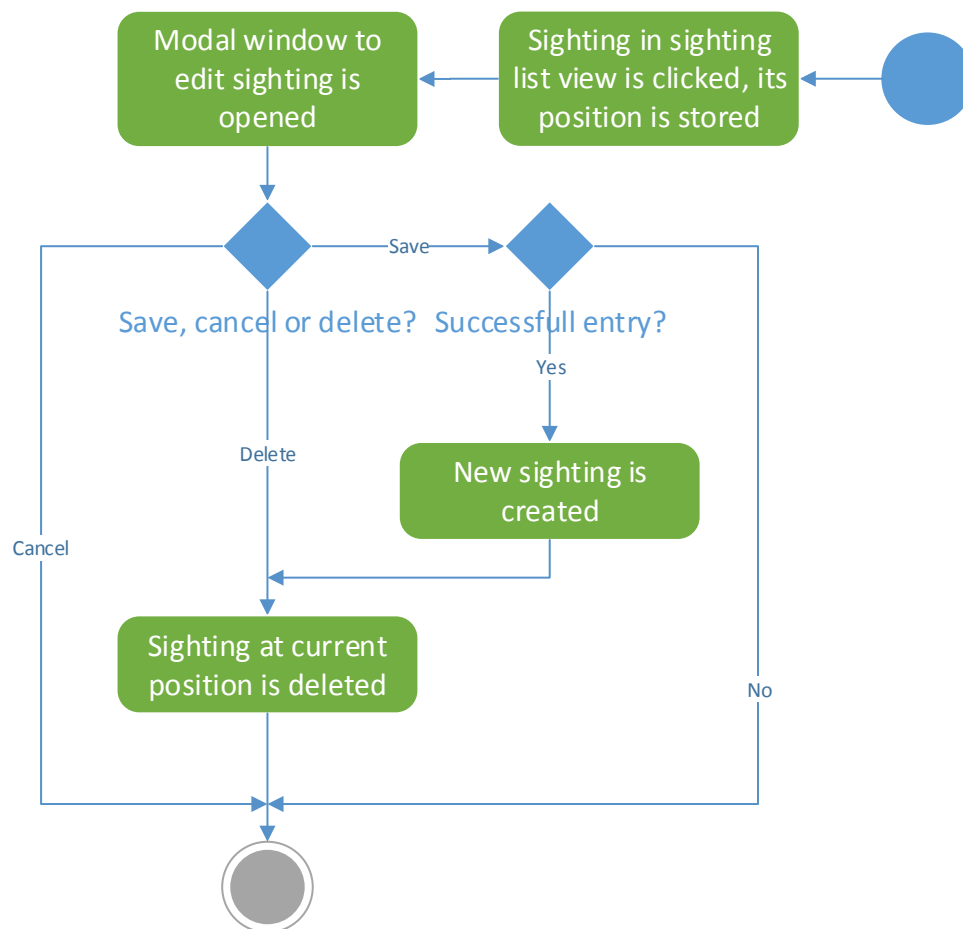 Modal window to
edit sighting is
opened
Sighting in sighting
list view is clicked, its
position is stored
Save
Save, cancel or delete?
Successfull entry?
Yes
Delete
New sighting is
created
Cancel
Sighting at current
position is deleted
No